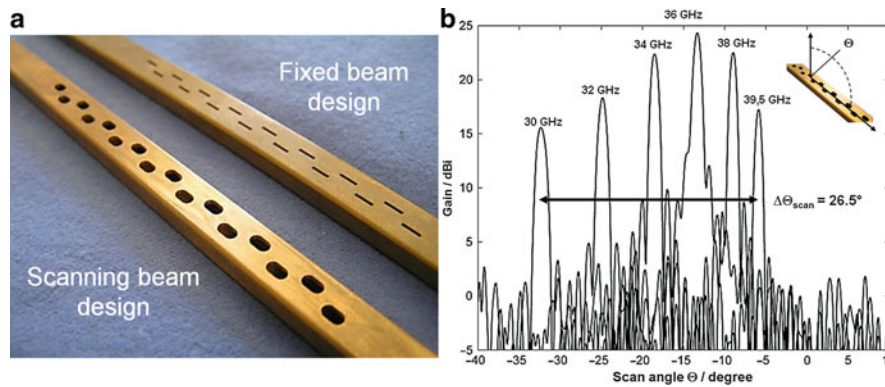 a
Fixed beam
design
Scanning beam
design
b
36 GHz
34 GHz
38 GHz
32 GHz
39,5 GHz
30 GHz
Θ
ΔΘscan = 26.5°
Gain / dBi
25
20
15
10
5
0
-5
-40 -35 -30 -25 -20 -15 -10 -5 0 5 10
Scan angle Θ / degree